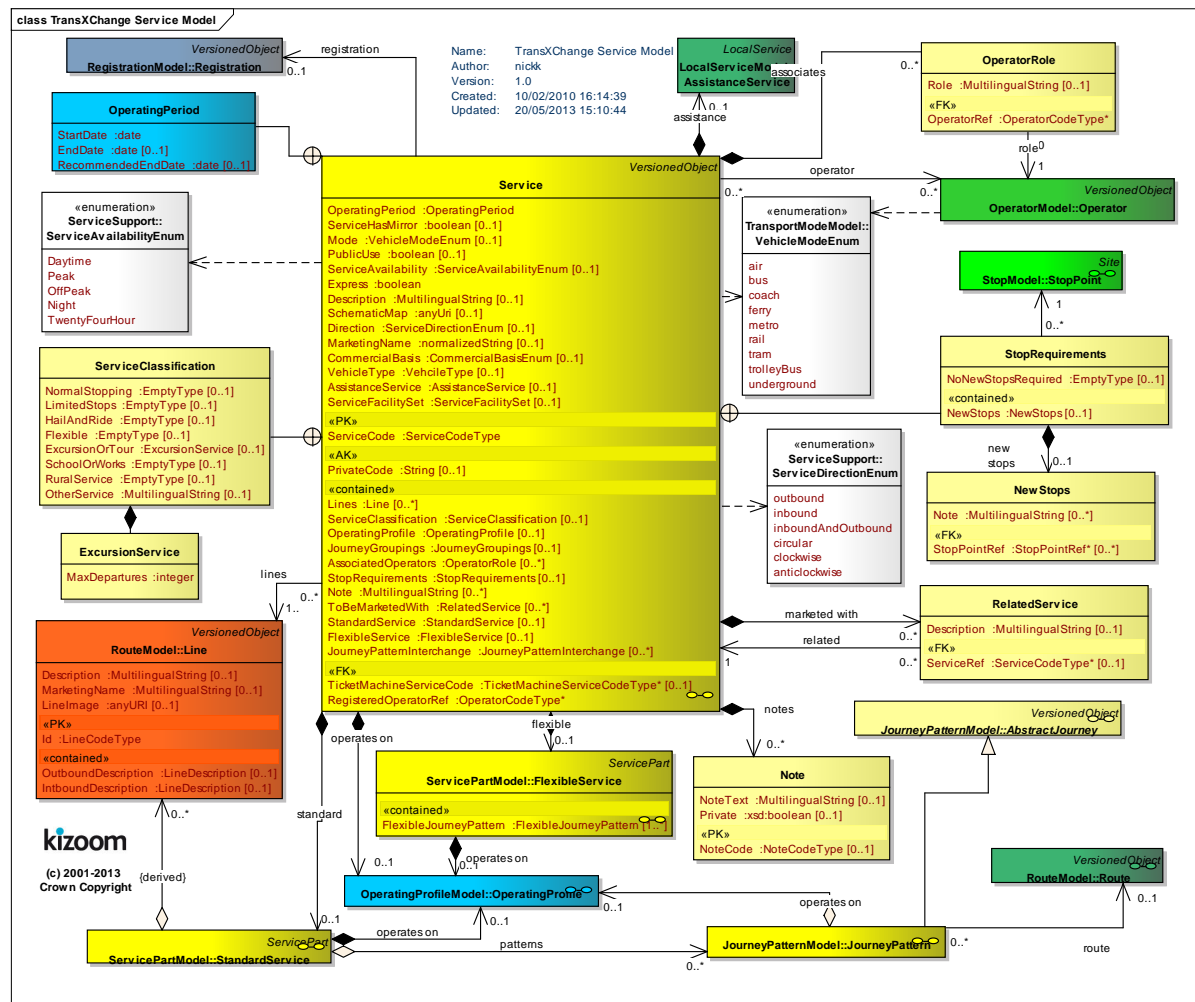 class TransXChange Service Model
VersionedObject
RegistrationModel::Registration
registration
0..1
Name: TransXChange Service Model
Author: nickk
Version: 1.0
Created: 10/02/2010 16:14:39
Updated: 20/05/2013 15:10:44
LocalService
LocalServiceModel::
AssistanceService
associates
0..1
assistance
0..*
OperatorRole
Role :MultilingualString [0..1]
«FK»
OperatorRef :OperatorCodeType*
role
0..*
1
OperatingPeriod
StartDate :date
EndDate :date [0..1]
RecommendedEndDate :date [0..1]
operator
0..*
0..*
VersionedObject
OperatorModel::Operator
«enumeration»
ServiceSupport::
ServiceAvailabilityEnum
Daytime
Peak
OffPeak
Night
TwentyFourHour
VersionedObject
Service
OperatingPeriod :OperatingPeriod
ServiceHasMirror :boolean [0..1]
Mode :VehicleModeEnum [0..1]
PublicUse :boolean [0..1]
ServiceAvailability :ServiceAvailabilityEnum [0..1]
Express :boolean
Description :MultilingualString [0..1]
SchematicMap :anyUri [0..1]
Direction :ServiceDirectionEnum [0..1]
MarketingName :normalizedString [0..1]
CommercialBasis :CommercialBasisEnum [0..1]
VehicleType :VehcileType [0..1]
AssistanceService :AssistanceService [0..1]
ServiceFacilitySet :ServiceFacilitySet [0..1]
«PK»
ServiceCode :ServiceCodeType
«AK»
PrivateCode :String [0..1]
«contained»
Lines :Line [0..*]
ServiceClassification :ServiceClassification [0..1]
OperatingProfile :OperatingProfile [0..1]
JourneyGroupings :JourneyGroupings [0..1]
AssociatedOperators :OperatorRole [0..*]
StopRequirements :StopRequirements [0..1]
Note :MultilingualString [0..*]
ToBeMarketedWith :RelatedService [0..*]
StandardService :StandardService [0..1]
FlexibleService :FlexibleService [0..1]
JourneyPatternInterchange :JourneyPatternInterchange [0..*]
«FK»
TicketMachineServiceCode :TicketMachineServiceCodeType* [0..1]
RegisteredOperatorRef :OperatorCodeType*
«enumeration»
TransportModeModel::
VehicleModeEnum
air
bus
coach
ferry
metro
rail
tram
trolleyBus
underground
Site
StopModel::StopPoint
1
0..*
StopRequirements
NoNewStopsRequired :EmptyType [0..1]
«contained»
NewStops :NewStops [0..1]
new
stops
0..1
NewStops
Note :MultilingualString [0..*]
«FK»
StopPointRef :StopPointRef* [0..*]
ServiceClassification
NormalStopping :EmptyType [0..1]
LimitedStops :EmptyType [0..1]
HailAndRide :EmptyType [0..1]
Flexible :EmptyType [0..1]
ExcursionOrTour :ExcursionService [0..1]
SchoolOrWorks :EmptyType [0..1]
RuralService :EmptyType [0..1]
OtherService :MultilingualString [0..1]
ExcursionService
MaxDepartures :integer
«enumeration»
ServiceSupport::
ServiceDirectionEnum
outbound
inbound
inboundAndOutbound
circular
clockwise
anticlockwise
lines
0..*
1..
marketed with
0..*
related
1
0..*
RelatedService
Description :MultilingualString [0..1]
«FK»
ServiceRef :ServiceCodeType* [0..1]
VersionedObject
RouteModel::Line
Description :MultilingualString [0..1]
MarketingName :MultilingualString [0..1]
LineImage :anyURI [0..1]
«PK»
Id :LineCodeType
«contained»
OutboundDescription :LineDescription [0..1]
IntboundDescription :LineDescription [0..1]
0..*
{derived}
standard
0..1
operates on
0..1
flexible
0..1
ServicePart
ServicePartModel::FlexibleService
«contained»
FlexibleJourneyPattern :FlexibleJourneyPattern [1..*]
operates on
0..1
notes
0..*
Note
NoteText :MultilingualString [0..1]
Private :xsd:boolean [0..1]
«PK»
NoteCode :NoteCodeType [0..1]
VersionedObject
JourneyPatternModel::AbstractJourney
kizoom
(c) 2001-2013
Crown Copyright
OperatingProfileModel::OperatingProfile
0..1
0..1
operates on
VersionedObject
RouteModel::Route
0..1
route
ServicePart
ServicePartModel::StandardService
operates on
patterns
0..*
JourneyPatternModel::JourneyPattern
0..*